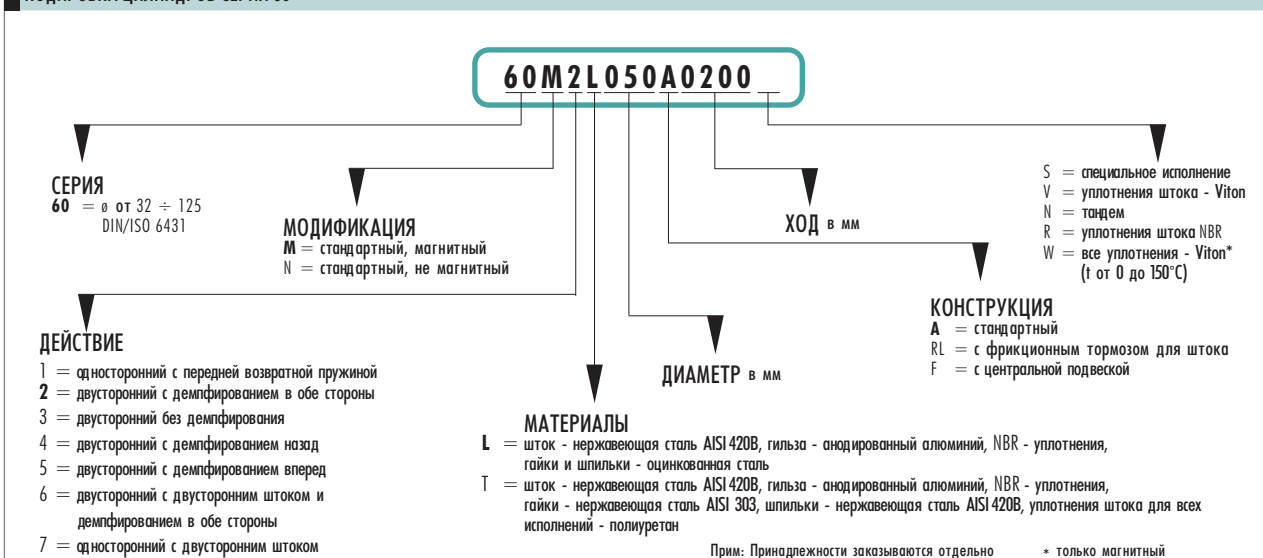 60M2L050A0200
СЕРИЯ
60 = ø от 32 ÷ 125
DIN/ISO 6431
МОДИФИКАЦИЯ
M = стандартный, магнитный
N = стандартный, не магнитный
ХОД в мм
S = специальное исполнение
V = уплотнения штока - Viton
N = тандем
R = уплотнения штока NBR
W = все уплотнения - Viton*
(t от 0 до 150°C)
КОНСТРУКЦИЯ
A = стандартный
RL = с фрикционным тормозом для штока
F = с центральной подвеской
ДЕЙСТВИЕ
1 = односторонний с передней возвратной пружиной
2 = двусторонний с демпфированием в обе стороны
3 = двусторонний без демпфирования
4 = двусторонний с демпфированием назад
5 = двусторонний с демпфированием вперед
6 = двусторонний с двусторонним штоком и
демпфированием в обе стороны
7 = односторонний с двусторонним штоком
ДИАМЕТР в мм
МАТЕРИАЛЫ
L = шток - нержавеющая сталь AISI 420B, гильза - анодированный алюминий, NBR - уплотнения,
гайки и шпильки - оцинкованная сталь
T = шток - нержавеющая сталь AISI 420B, гильза - анодированный алюминий, NBR - уплотнения,
гайки - нержавеющая сталь AISI 303, шпильки - нержавеющая сталь AISI 420B, уплотнения штока для всех
исполнений - полиуретан
Прим: Принадлежности заказываются отдельно * только магнитный